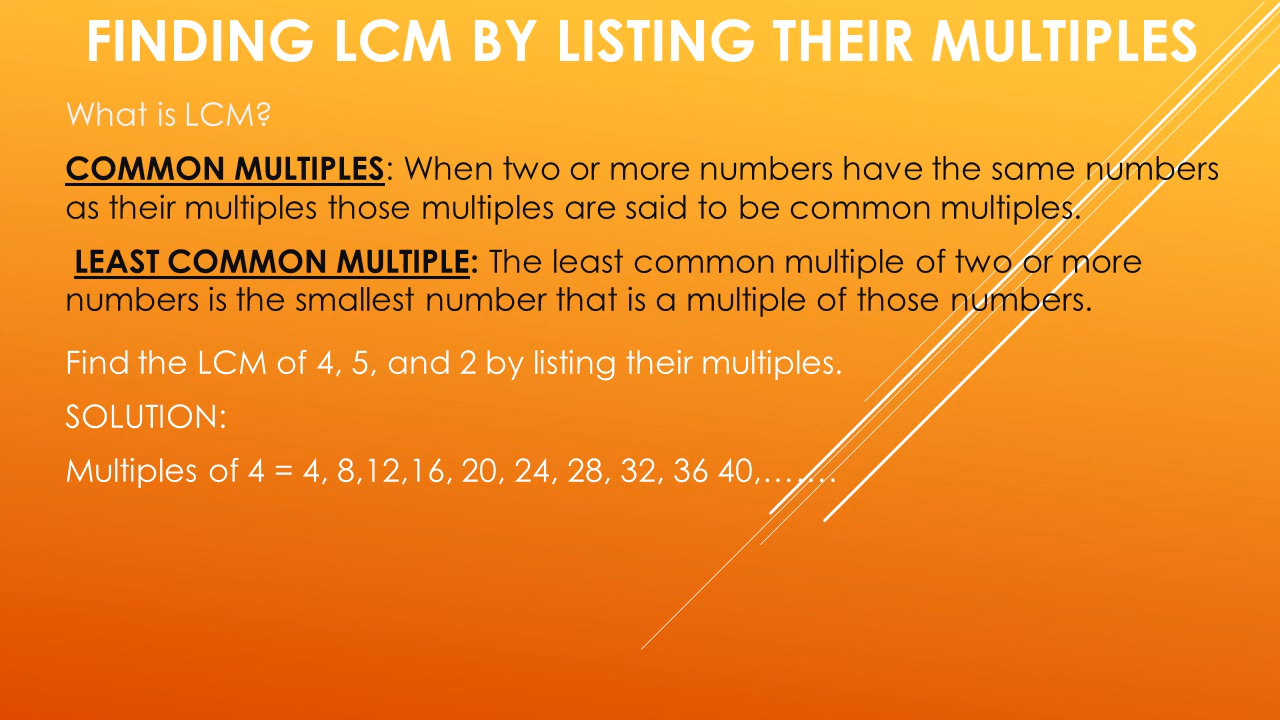 FINDING LCM BY LISTING THEIR MULTIPLES
What is LCM?
COMMON MULTIPLES: When two or more numbers have the same numbers
as their multiples those multiples are said to be common multiples.
LEAST COMMON MULTIPLE: The least common multiple of two or more
numbers is the smallest number that is a multiple of those numbers.
Find the LCM of 4, 5, and 2 by listing their multiples.
SOLUTION:
Multiples of 4 = 4, 8,12,16, 20, 24, 28, 32, 36 40,…….